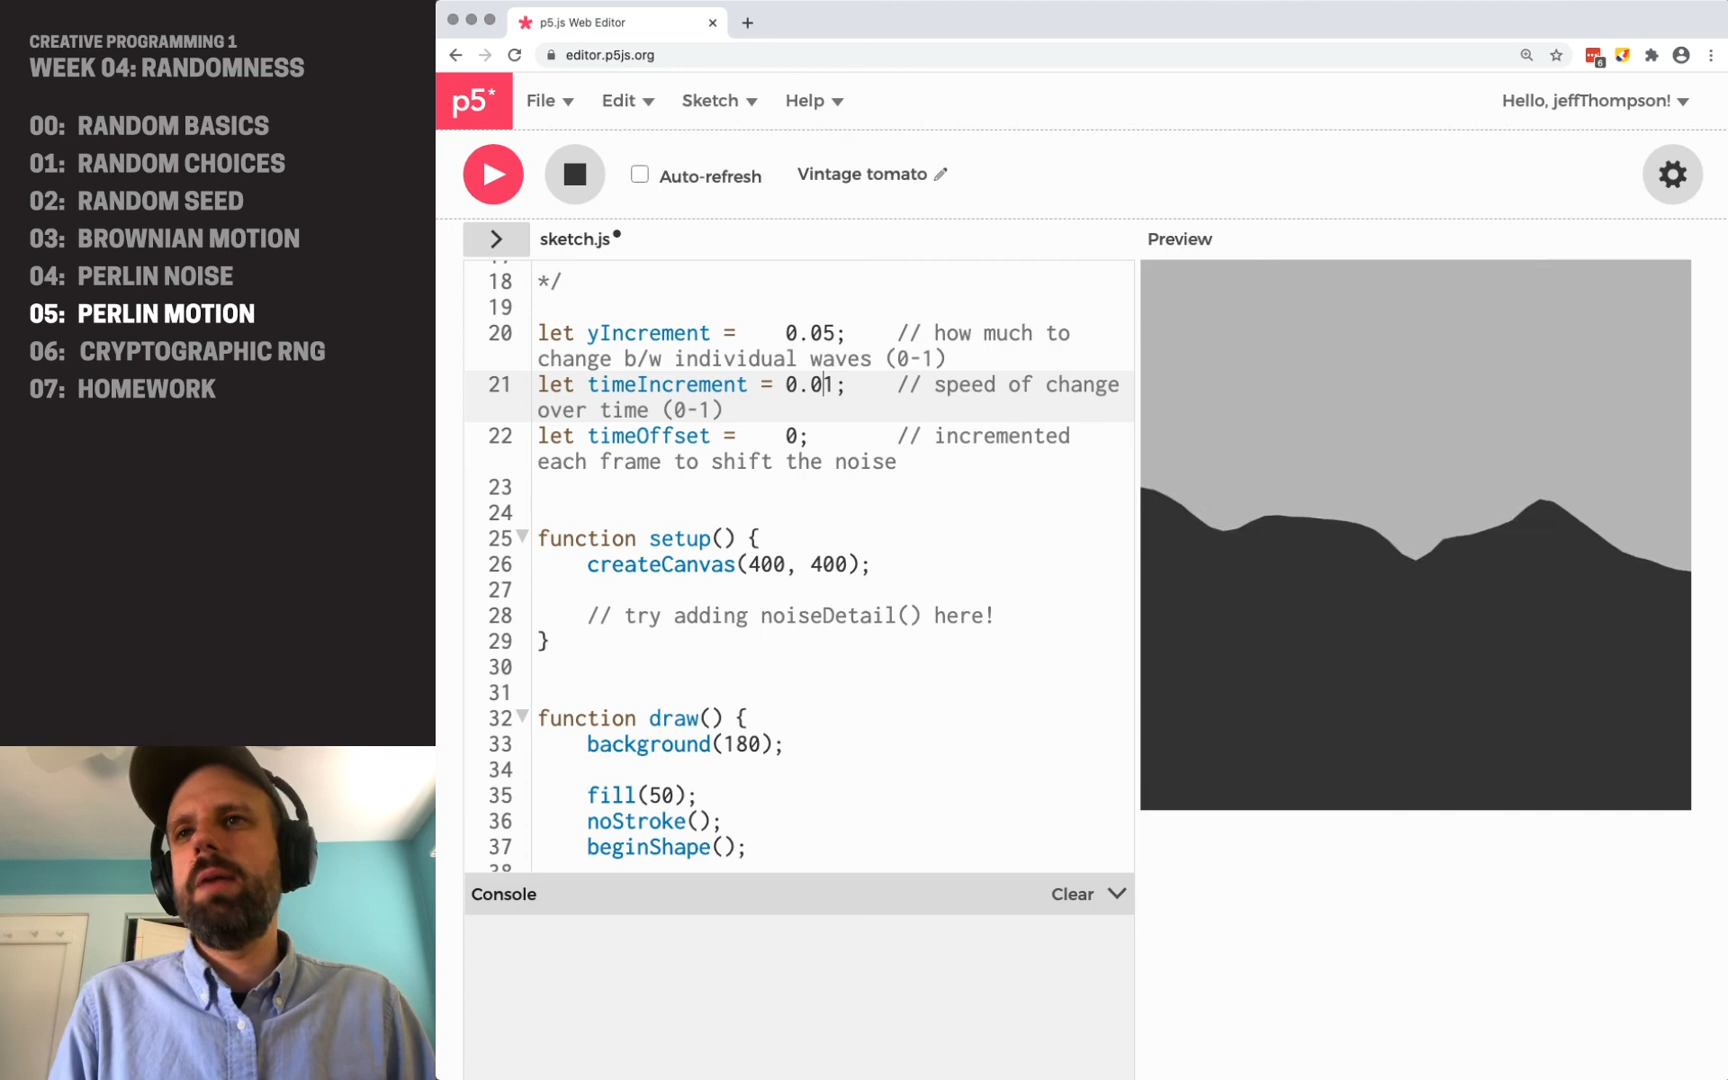 CREATIVE PROGRAMMING 1
WEEK 04: RANDOMNESS
00: RANDOM BASICS
01: RANDOM CHOICES
02: RANDOM SEED
03: BROWNIAN MOTION
04: PERLIN NOISE
05: PERLIN MOTION
06: CRYPTOGRAPHIC RNG
07: HOMEWORK
p5.js Web Editor
editor.p5js.org
6
p5*
File
Edit
Sketch
Help
Hello, jeffThompson!
Auto-refresh
Vintage tomato
sketch.js
Preview
18 */
19
20 let yIncrement = 0.05; // how much to
change b/w individual waves (0-1)
21 let timeIncrement = 0.01; // speed of change
over time (0-1)
22 let timeOffset = 0; // incremented
each frame to shift the noise
23
24
25 function setup() {
26 createCanvas(400, 400);
27
28 // try adding noiseDetail() here!
29 }
30
31
32 function draw() {
33 background(180);
34
35 fill(50);
36 noStroke();
37 beginShape();
Console
Clear